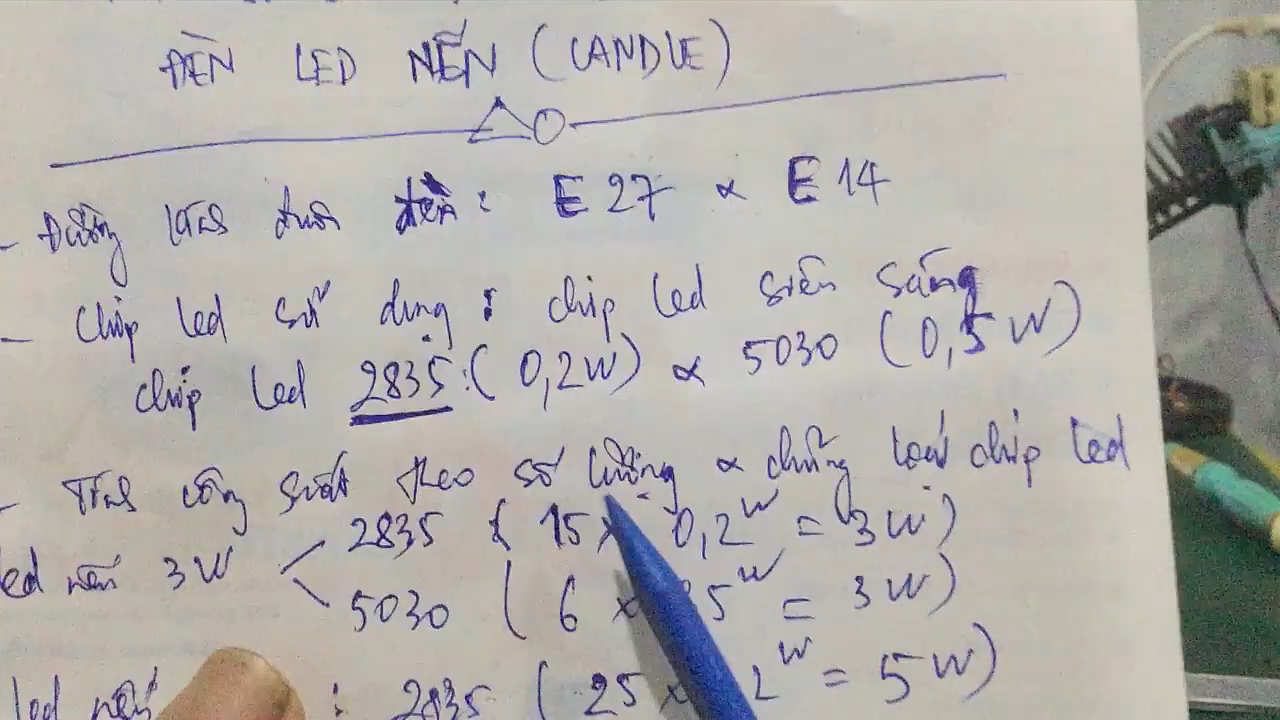 ĐÈN LED NẾN (CANDLE)
- Đường kính đuôi đèn: E27 & E14
- Chip led sử dụng: chip led siêu sáng
chip led 2835: (0,2W) & 5030 (0,5W)
- Tính công suất theo số lượng & chủng loại chip led
led nến 3W < 2835 ( 15 x 0,2W = 3W)
5030 ( 6 x 5W = 3W)
led nến : 2835 ( 25 x 2W = 5W)